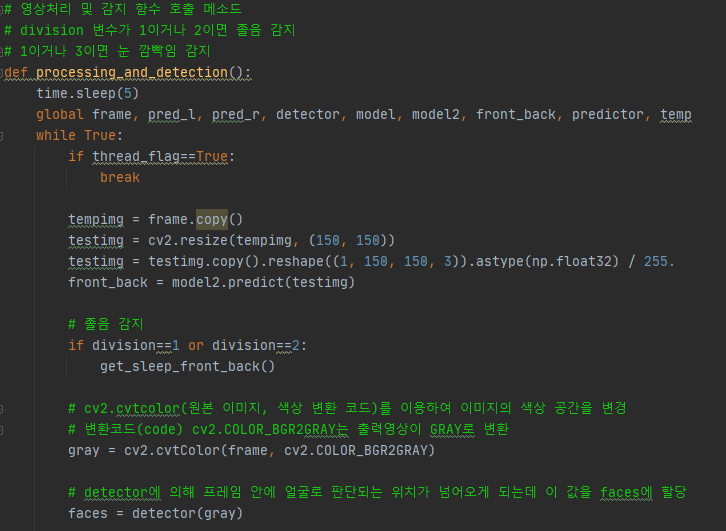 # 영상처리 및 감지 함수 호출 메소드
# division 변수가 1이거나 2이면 졸음 감지
# 1이거나 3이면 눈 깜빡임 감지
def processing_and_detection():
    time.sleep(5)
    global frame, pred_l, pred_r, detector, model, model2, front_back, predictor, temp
    while True:
        if thread_flag==True:
            break
        tempimg = frame.copy()
        testimg = cv2.resize(tempimg, (150, 150))
        testimg = testimg.copy().reshape((1, 150, 150, 3)).astype(np.float32) / 255.
        front_back = model2.predict(testimg)
        # 졸음 감지
        if division==1 or division==2:
            get_sleep_front_back()
        # cv2.cvtcolor(원본 이미지, 색상 변환 코드)를 이용하여 이미지의 색상 공간을 변경
        # 변환코드(code) cv2.COLOR_BGR2GRAY는 출력영상이 GRAY로 변환
        gray = cv2.cvtColor(frame, cv2.COLOR_BGR2GRAY)
        # detector에 의해 프레임 안에 얼굴로 판단되는 위치가 넘어오게 되는데 이 값을 faces에 할당
        faces = detector(gray)